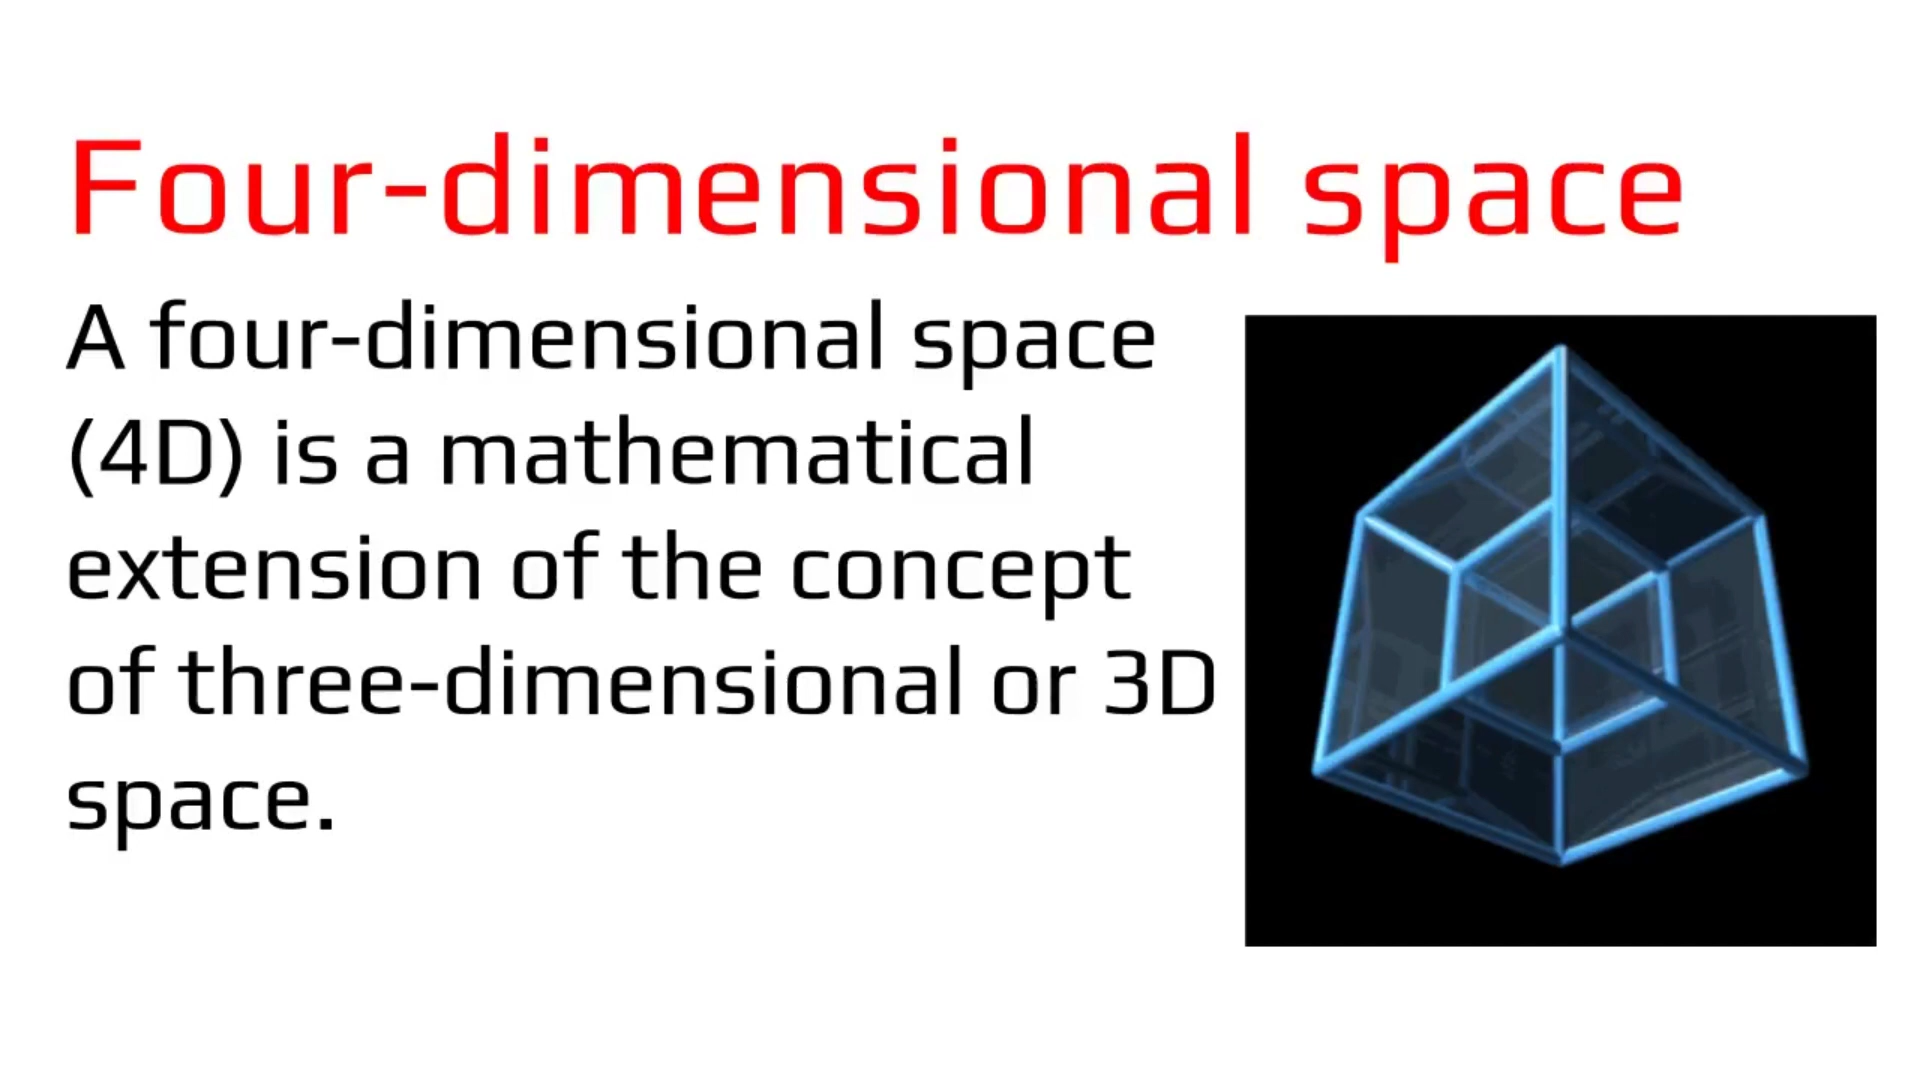 Four-dimensional space
A four-dimensional space
(4D) is a mathematical
extension of the concept
of three-dimensional or 3D
space.